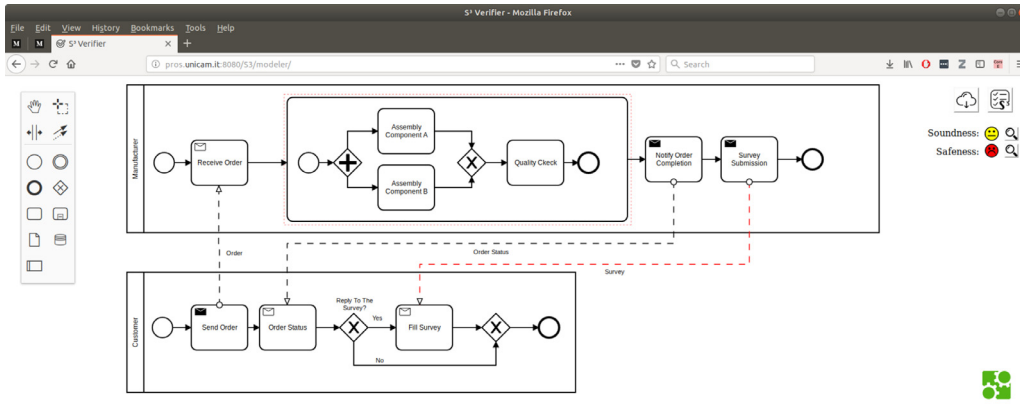 S³ Verifier - Mozilla Firefox
File Edit View History Bookmarks Tools Help
M M S³ Verifier × +
pros.unicam.it:8080/S3/modeler/
Search
Manufacturer
Receive Order
Assembly
Component A
Assembly
Component B
Quality Ckeck
Notify Order
Completion
Survey
Submission
Soundness:
Safeness:
Order
Order Status
Survey
Customer
Send Order
Order Status
Reply To The
Survey?
Yes
No
Fill Survey